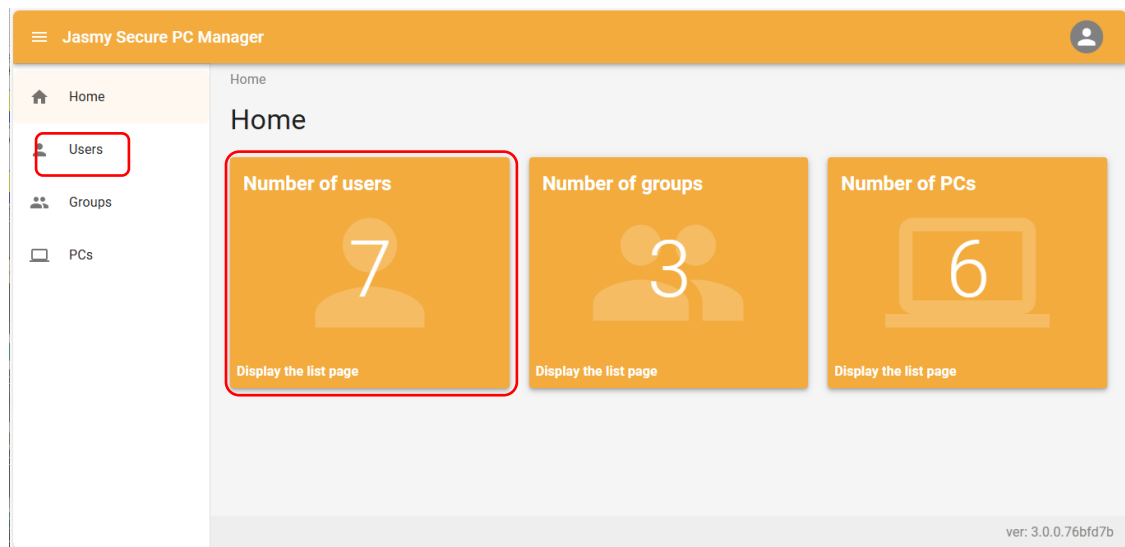 Jasmy Secure PC Manager
Home
Users
Groups
PCs
Home
Home
Number of users
7
Display the list page
Number of groups
3
Display the list page
Number of PCs
6
Display the list page
ver: 3.0.0.76bfd7b